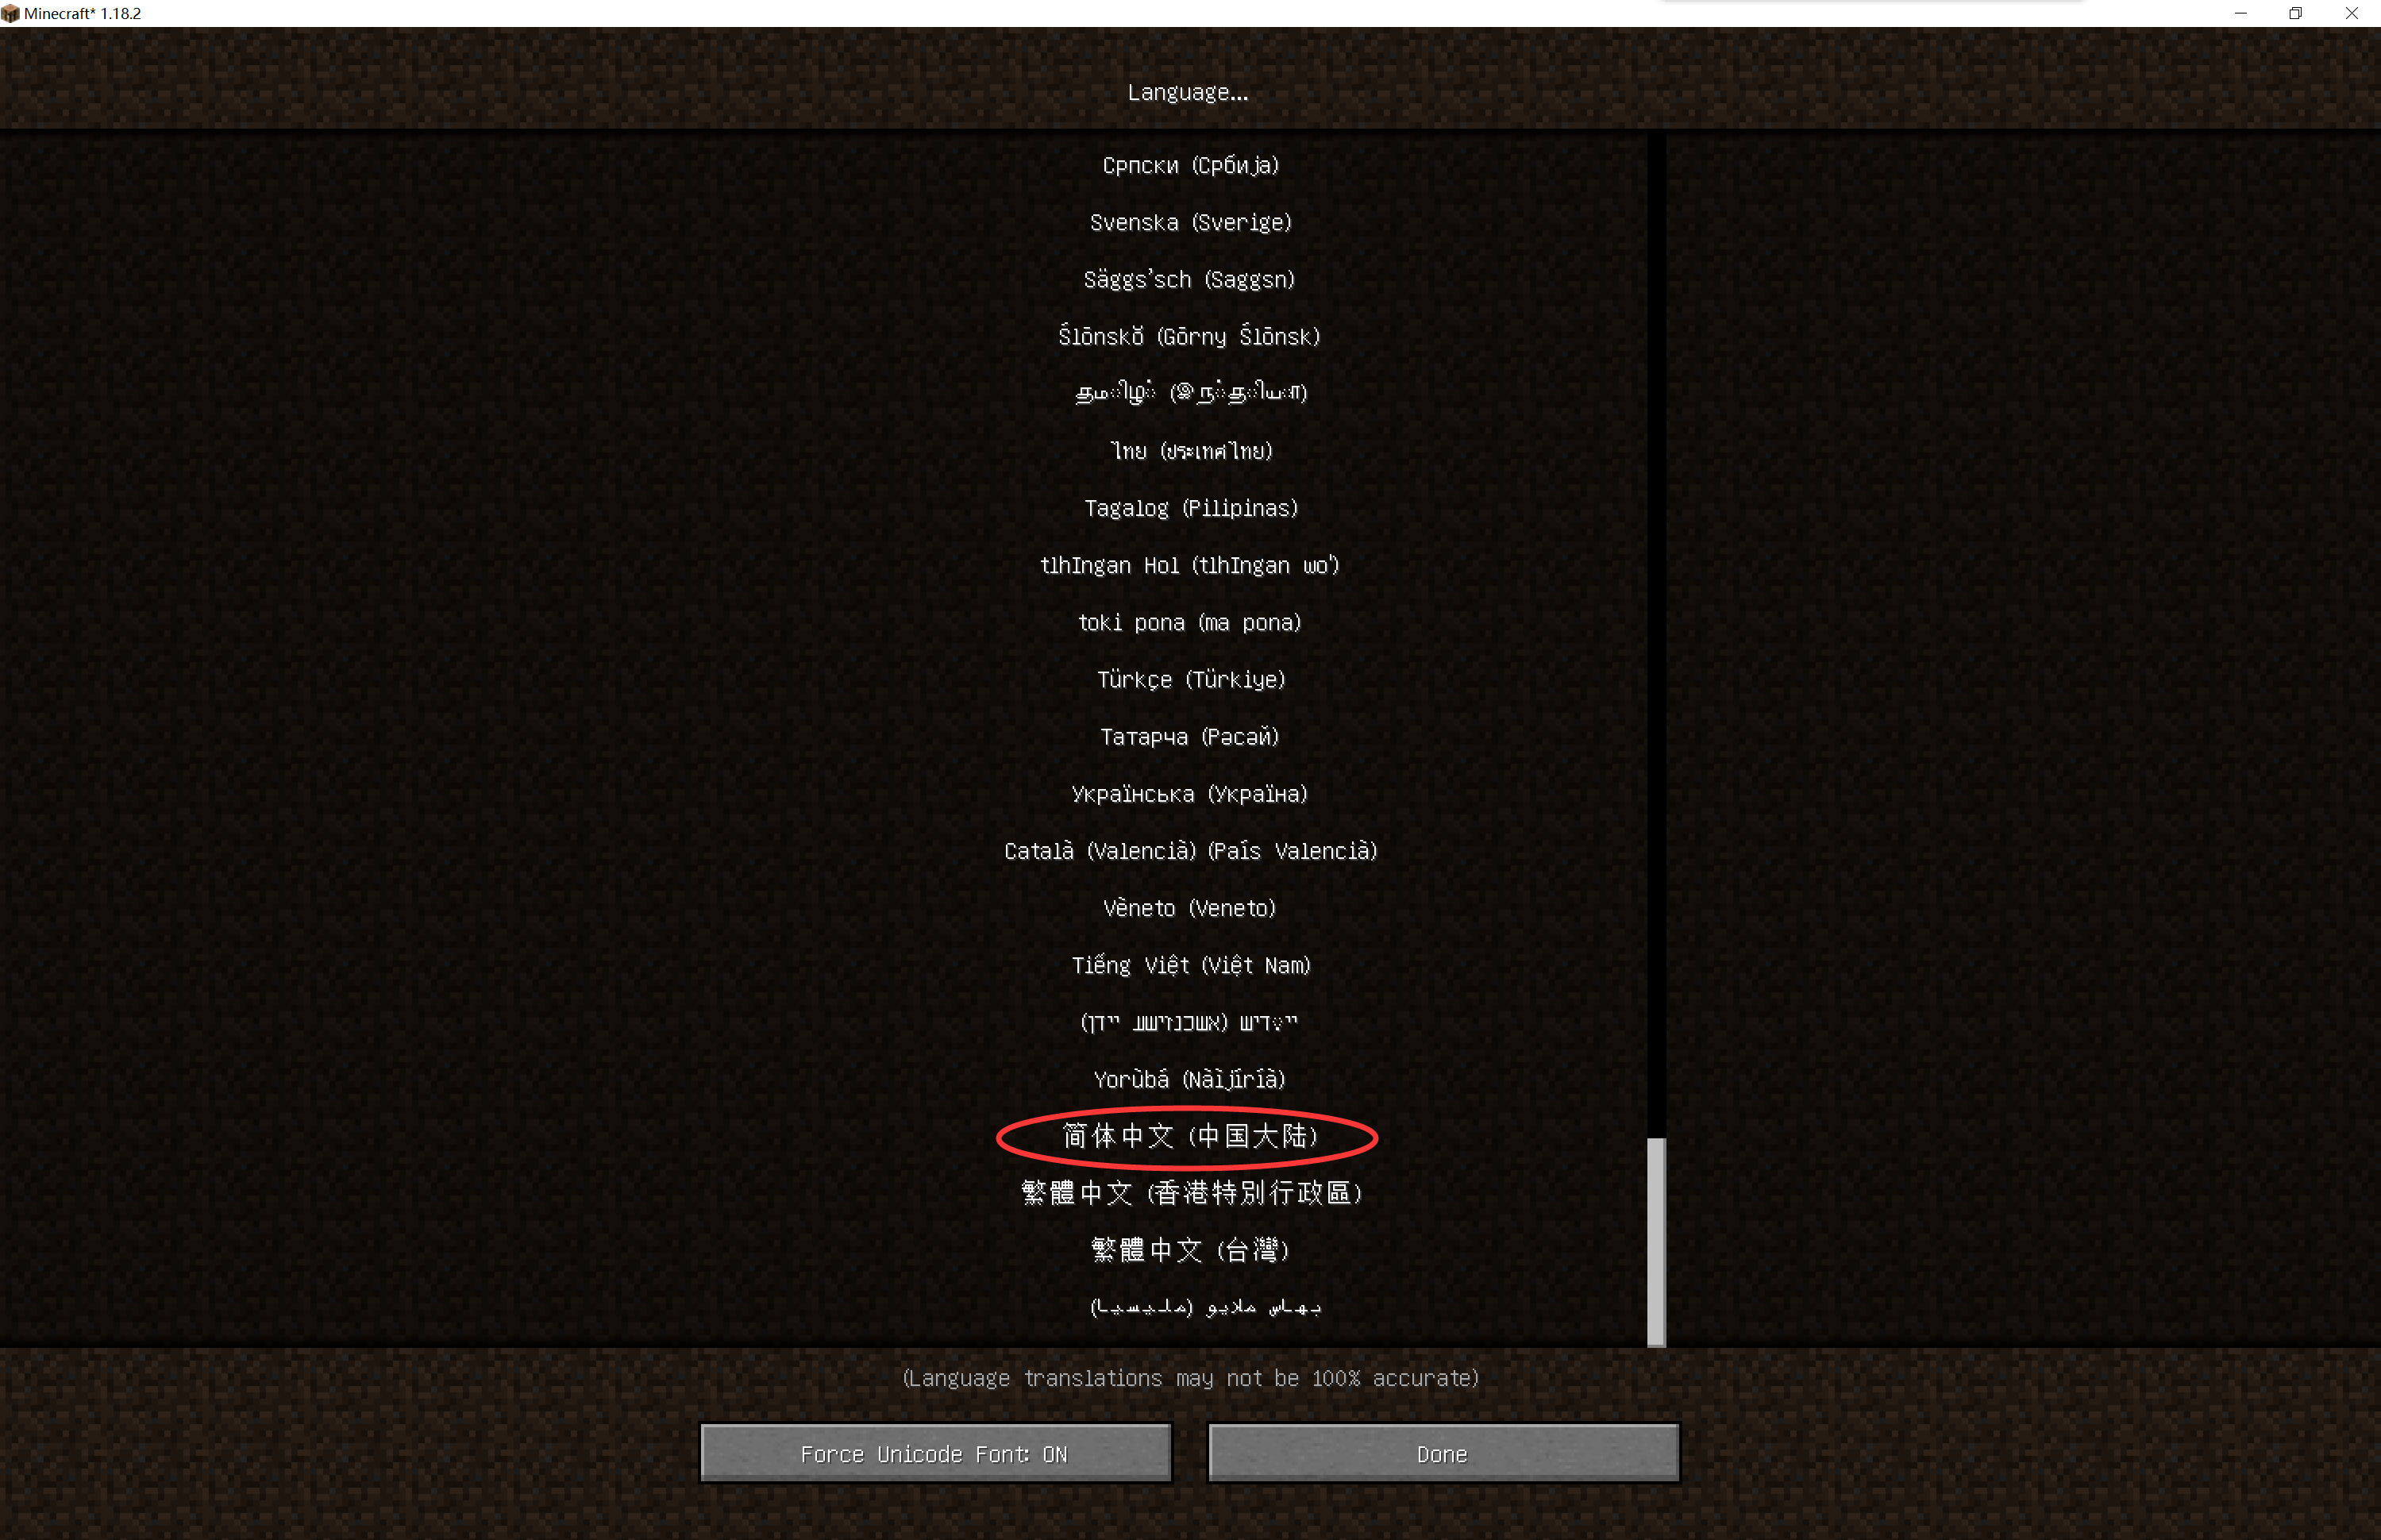 Minecraft* 1.18.2
Language...
Српски (Србија)
Svenska (Sverige)
Säggs'sch (Saggsn)
Ślōnskŏ (Gōrny Ślōnsk)
தமிழ் (இந்தியா)
ไทย (ประเทศไทย)
Tagalog (Pilipinas)
tlhIngan Hol (tlhIngan wo')
toki pona (ma pona)
Türkçe (Türkiye)
Татарча (Рәсәй)
Українська (Україна)
Català (Valencià) (País Valencià)
Vèneto (Veneto)
Tiếng Việt (Việt Nam)
ייִדיש (אשכנזישע יידן)
Yorùbá (Nàìjíríà)
简体中文 (中国大陆)
繁體中文 (香港特別行政區)
繁體中文 (台灣)
بهاس ملايو (مليسيا)
(Language translations may not be 100% accurate)
Force Unicode Font: ON
Done